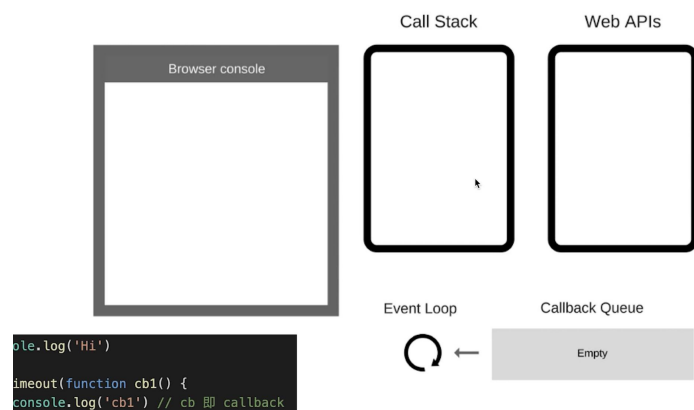 Call Stack
Web APIs
Browser console
Event Loop
Callback Queue
Empty
ole.log('Hi')
imeout(function cb1() {
console.log('cb1') // cb 即 callback